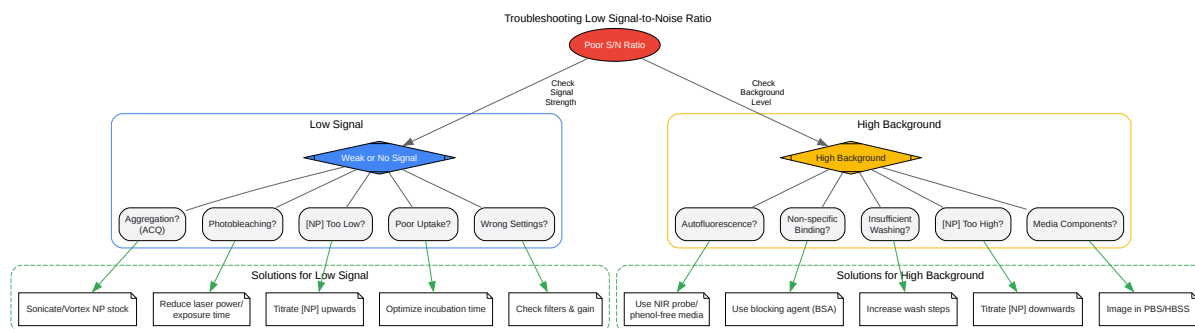 Troubleshooting Low Signal-to-Noise Ratio
Poor S/N Ratio
Check
Signal
Strength
Check
Background
Level
Low Signal
High Background
Weak or No Signal
High Background
Aggregation?
(ACQ)
Photobleaching?
[NP] Too Low?
Poor Uptake?
Wrong Settings?
Autofluorescence?
Non-specific
Binding?
Insufficient
Washing?
[NP] Too High?
Media Components?
Solutions for Low Signal
Solutions for High Background
Sonicate/Vortex NP stock
Reduce laser power/
exposure time
Titrate [NP] upwards
Optimize incubation time
Check filters & gain
Use NIR probe/
phenol-free media
Use blocking agent (BSA)
Increase wash steps
Titrate [NP] downwards
Image in PBS/HBSS